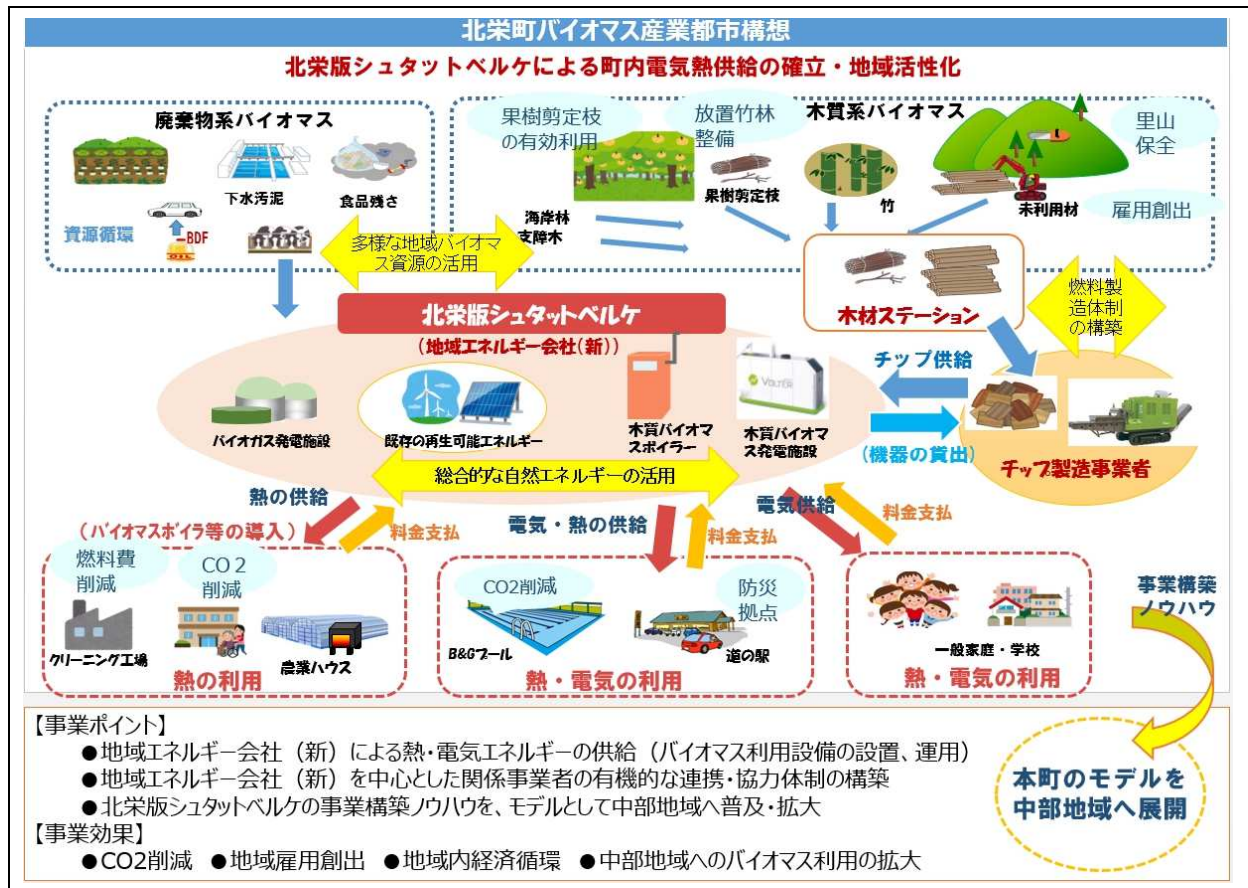 北栄町バイオマス産業都市構想
北栄版シュタットベルケによる町内電気熱供給の確立・地域活性化
廃棄物系バイオマス
下水汚泥
食品残さ
資源循環
BDF
OIL
多様な地域バイオマ
ス資源の活用
木質系バイオマス
果樹剪定枝
の有効利用
放置竹林
整備
里山
保全
果樹剪定枝
竹
未利用材
海岸林
支障木
雇用創出
木材ステーション
燃料製
造体制
の構築
北栄版シュタットベルケ
(地域エネルギー会社(新))
チップ供給
(機器の貸出)
チップ製造事業者
バイオガス発電施設
既存の再生可能エネルギー
木質バイオマ
スボイラー
木質バイオマ
ス発電施設
総合的な自然エネルギーの活用
熱の供給
(バイオマスボイラ等の導入)
料金支払
電気・熱の供給
料金支払
電気供給
料金支払
燃料費
削減
CO2
削減
クリーニング工場
農業ハウス
熱の利用
CO2削減
防災
拠点
B&Gプール
道の駅
熱・電気の利用
一般家庭・学校
熱・電気の利用
事業構築
ノウハウ
本町のモデルを
中部地域へ展開
【事業ポイント】
●地域エネルギー会社（新）による熱・電気エネルギーの供給（バイオマス利用設備の設置、運用）
●地域エネルギー会社（新）を中心とした関係事業者の有機的な連携・協力体制の構築
●北栄版シュタットベルケの事業構築ノウハウを、モデルとして中部地域へ普及・拡大
【事業効果】
●CO2削減 ●地域雇用創出 ●地域内経済循環 ●中部地域へのバイオマス利用の拡大